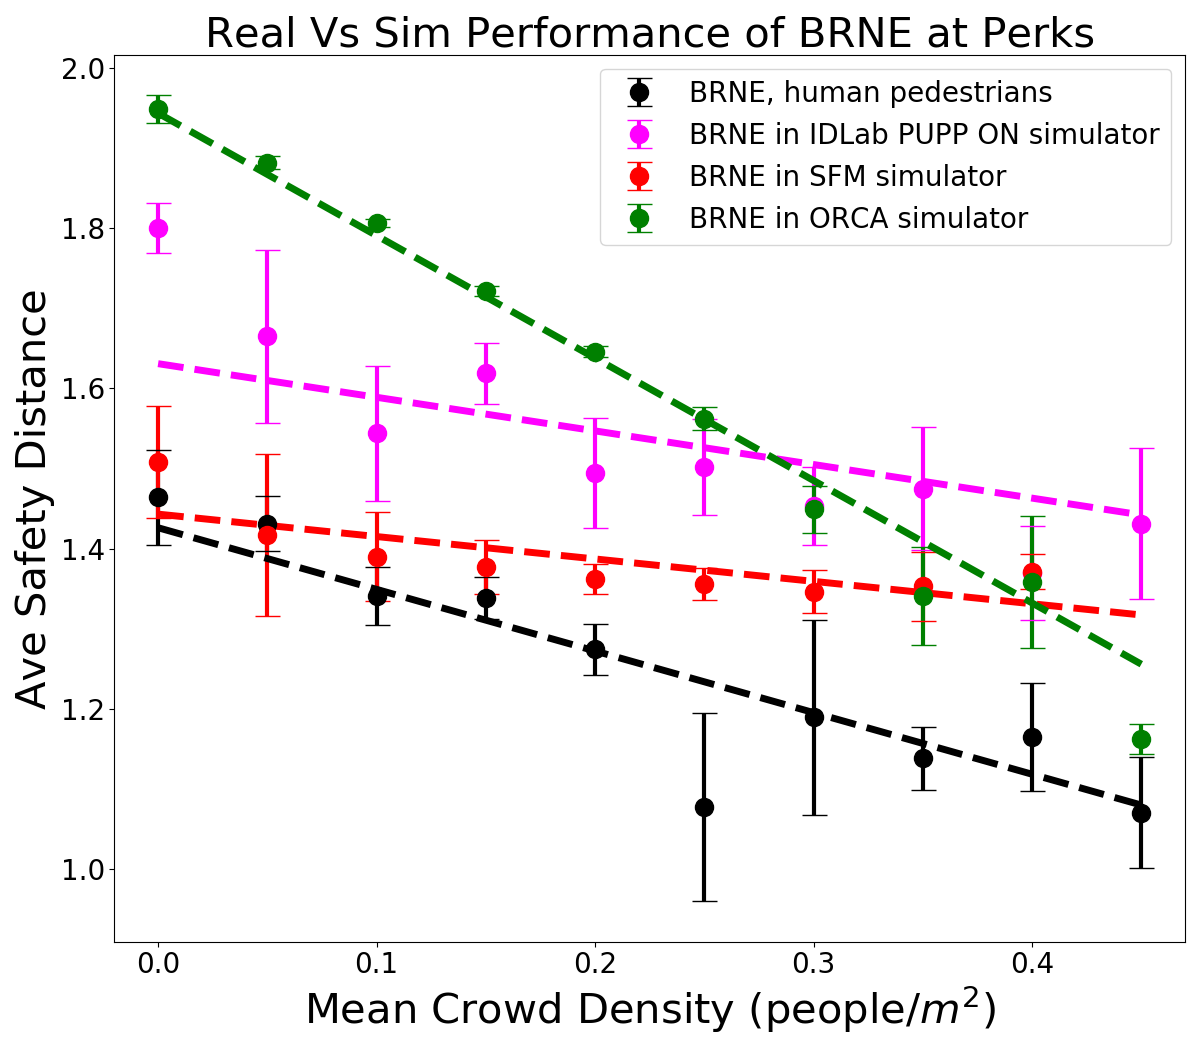 Real Vs Sim Performance of BRNE at Perks
BRNE, human pedestrians
BRNE in IDLab PUPP ON simulator
BRNE in SFM simulator
BRNE in ORCA simulator
Ave Safety Distance
2.0
1.8
1.6
1.4
1.2
1.0
0.0 0.1 0.2 0.3 0.4
Mean Crowd Density (people/m²)